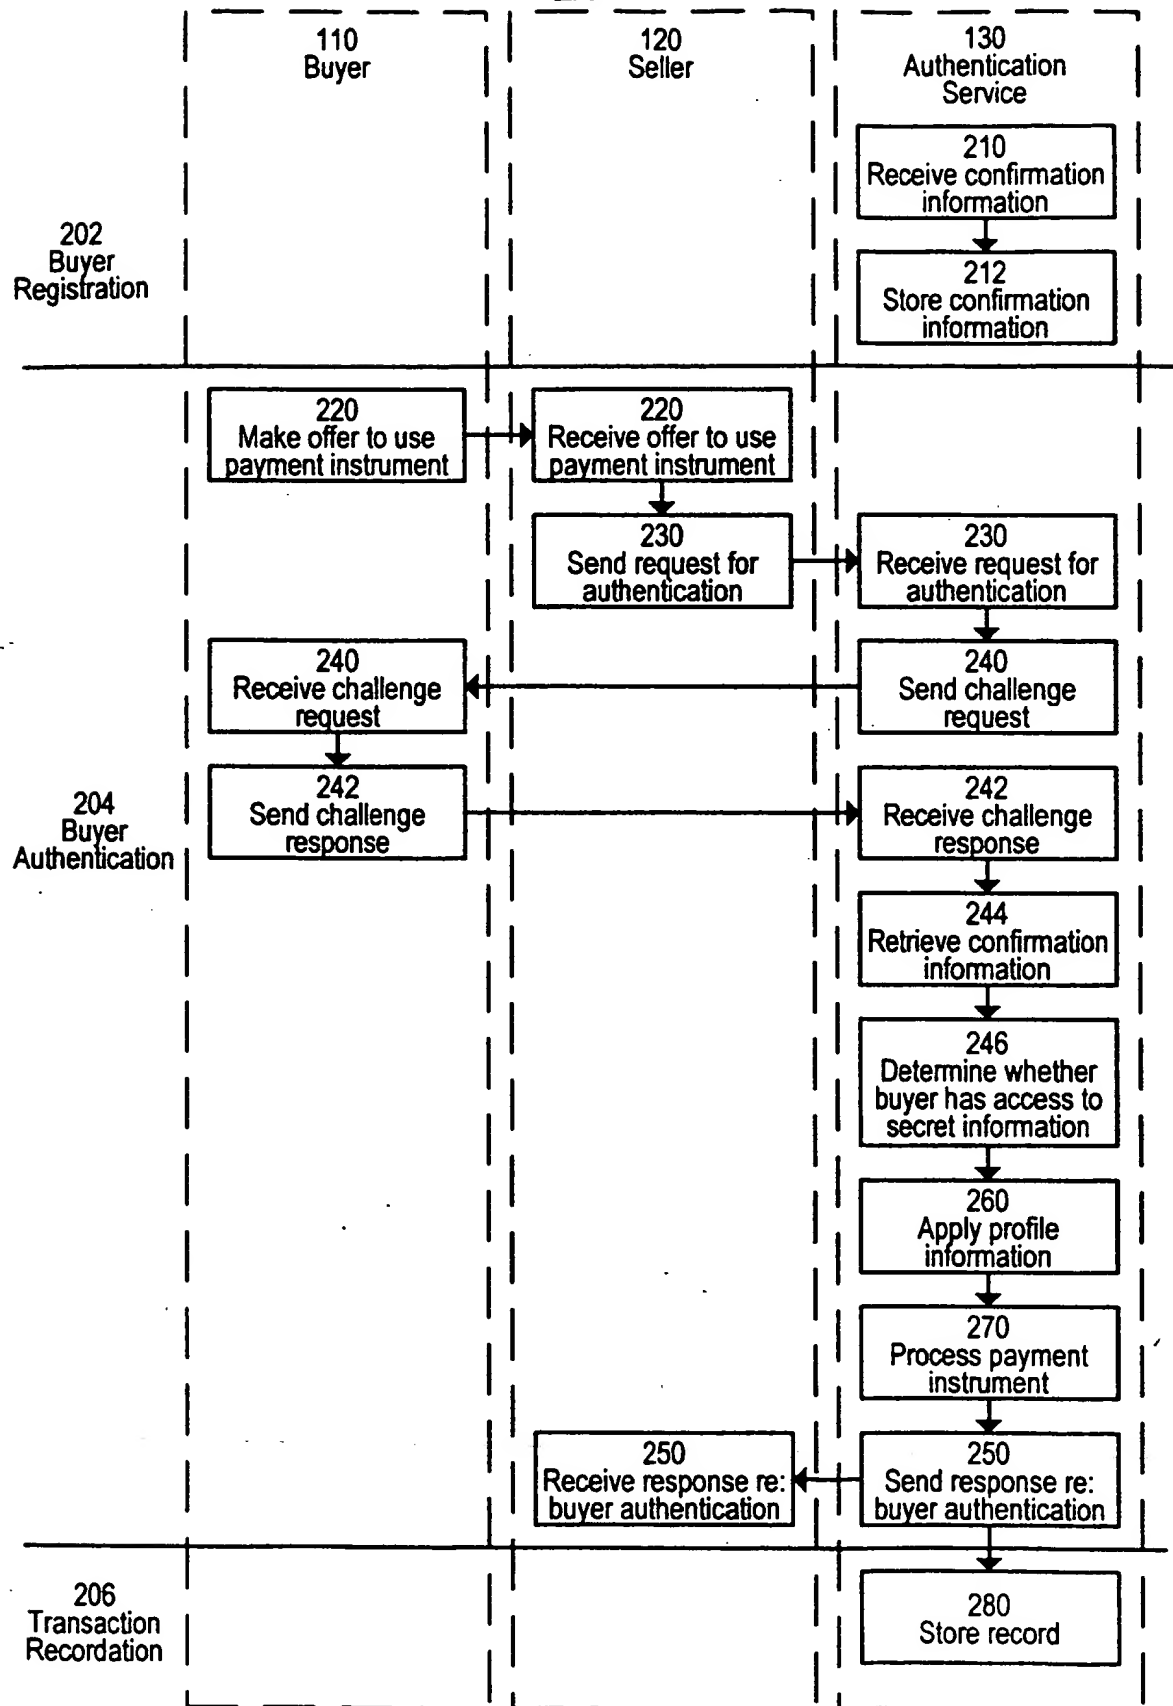 110
Buyer
120
Seller
130
Authentication
Service
210
Receive confirmation
information
202
Buyer
Registration
212
Store confirmation
information
220
Make offer to use
payment instrument
220
Receive offer to use
payment instrument
230
Send request for
authentication
230
Receive request for
authentication
240
Receive challenge
request
240
Send challenge
request
204
Buyer
Authentication
242
Send challenge
response
242
Receive challenge
response
244
Retrieve confirmation
information
246
Determine whether
buyer has access to
secret information
260
Apply profile
information
270
Process payment
instrument
250
Receive response re:
buyer authentication
250
Send response re:
buyer authentication
206
Transaction
Recordation
280
Store record